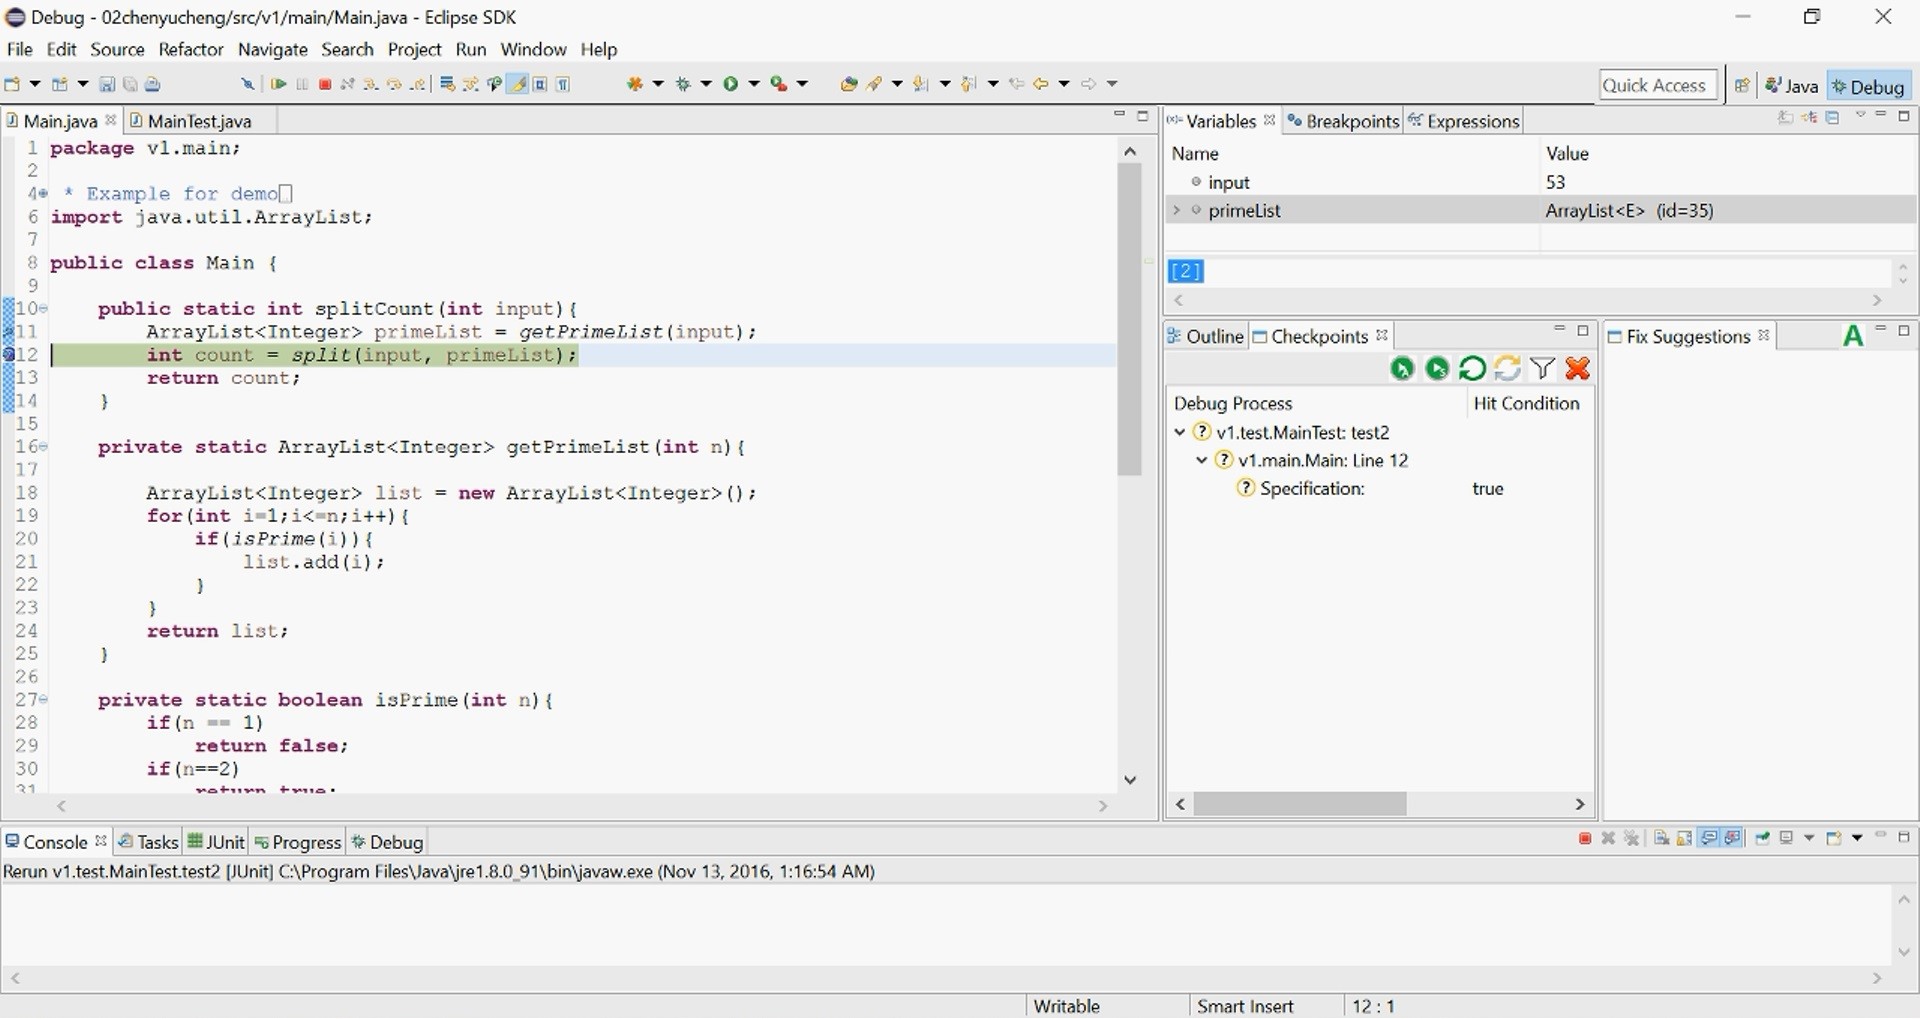 Debug - 02chenyucheng/src/v1/main/Main.java - Eclipse SDK
File Edit Source Refactor Navigate Search Project Run Window Help
Quick Access Java Debug
Main.java MainTest.java
1 package v1.main;
2
4 * Example for demo
6 import java.util.ArrayList;
7
8 public class Main {
9
10 public static int splitCount(int input){
11 ArrayList<Integer> primeList = getPrimeList(input);
12 int count = split(input, primeList);
13 return count;
14 }
15
16 private static ArrayList<Integer> getPrimeList(int n){
17
18 ArrayList<Integer> list = new ArrayList<Integer>();
19 for(int i=1;i<=n;i++){
20 if(isPrime(i)){
21 list.add(i);
22 }
23 }
24 return list;
25 }
26
27 private static boolean isPrime(int n){
28 if(n == 1)
29 return false;
30 if(n==2)
31 return true;
Variables Breakpoints Expressions
Name Value
input 53
primeList ArrayList<E> (id=35)
[2]
Outline Checkpoints
Debug Process Hit Condition
v1.test.MainTest: test2
v1.main.Main: Line 12
Specification: true
Fix Suggestions A
Console Tasks JUnit Progress Debug
Rerun v1.test.MainTest.test2 [JUnit] C:\Program Files\Java\jre1.8.0_91\bin\javaw.exe (Nov 13, 2016, 1:16:54 AM)
Writable Smart Insert 12 : 1